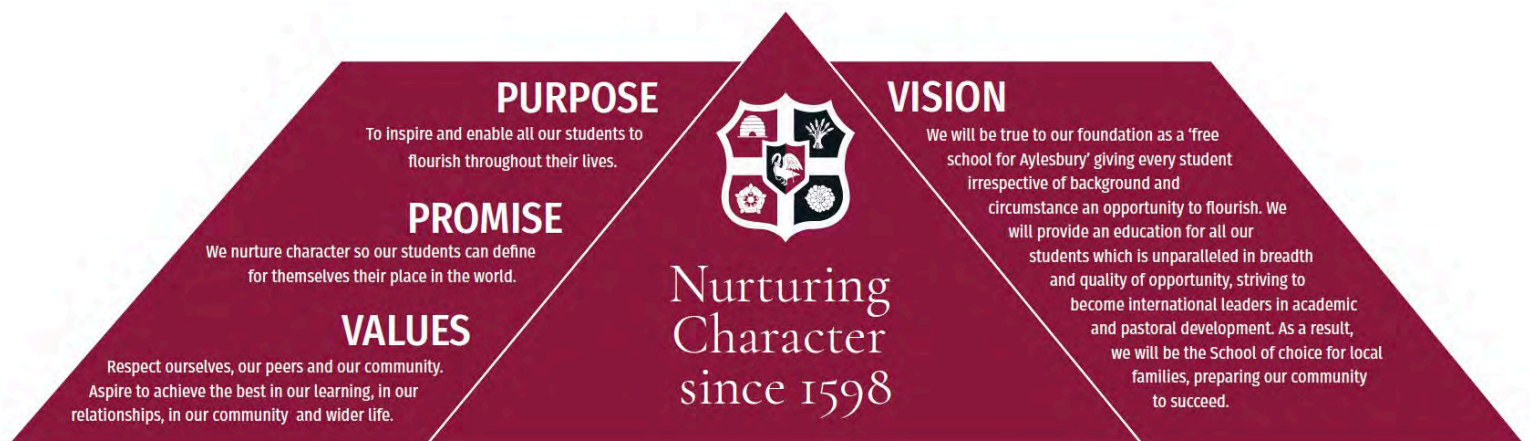 PURPOSE
To inspire and enable all our students to
flourish throughout their lives.
PROMISE
We nurture character so our students can define
for themselves their place in the world.
VALUES
Respect ourselves, our peers and our community.
Aspire to achieve the best in our learning, in our
relationships, in our community and wider life.
Nurturing
Character
since 1598
VISION
We will be true to our foundation as a ‘free
school for Aylesbury’ giving every student
irrespective of background and
circumstance an opportunity to flourish. We
will provide an education for all our
students which is unparalleled in breadth
and quality of opportunity, striving to
become international leaders in academic
and pastoral development. As a result,
we will be the School of choice for local
families, preparing our community
to succeed.